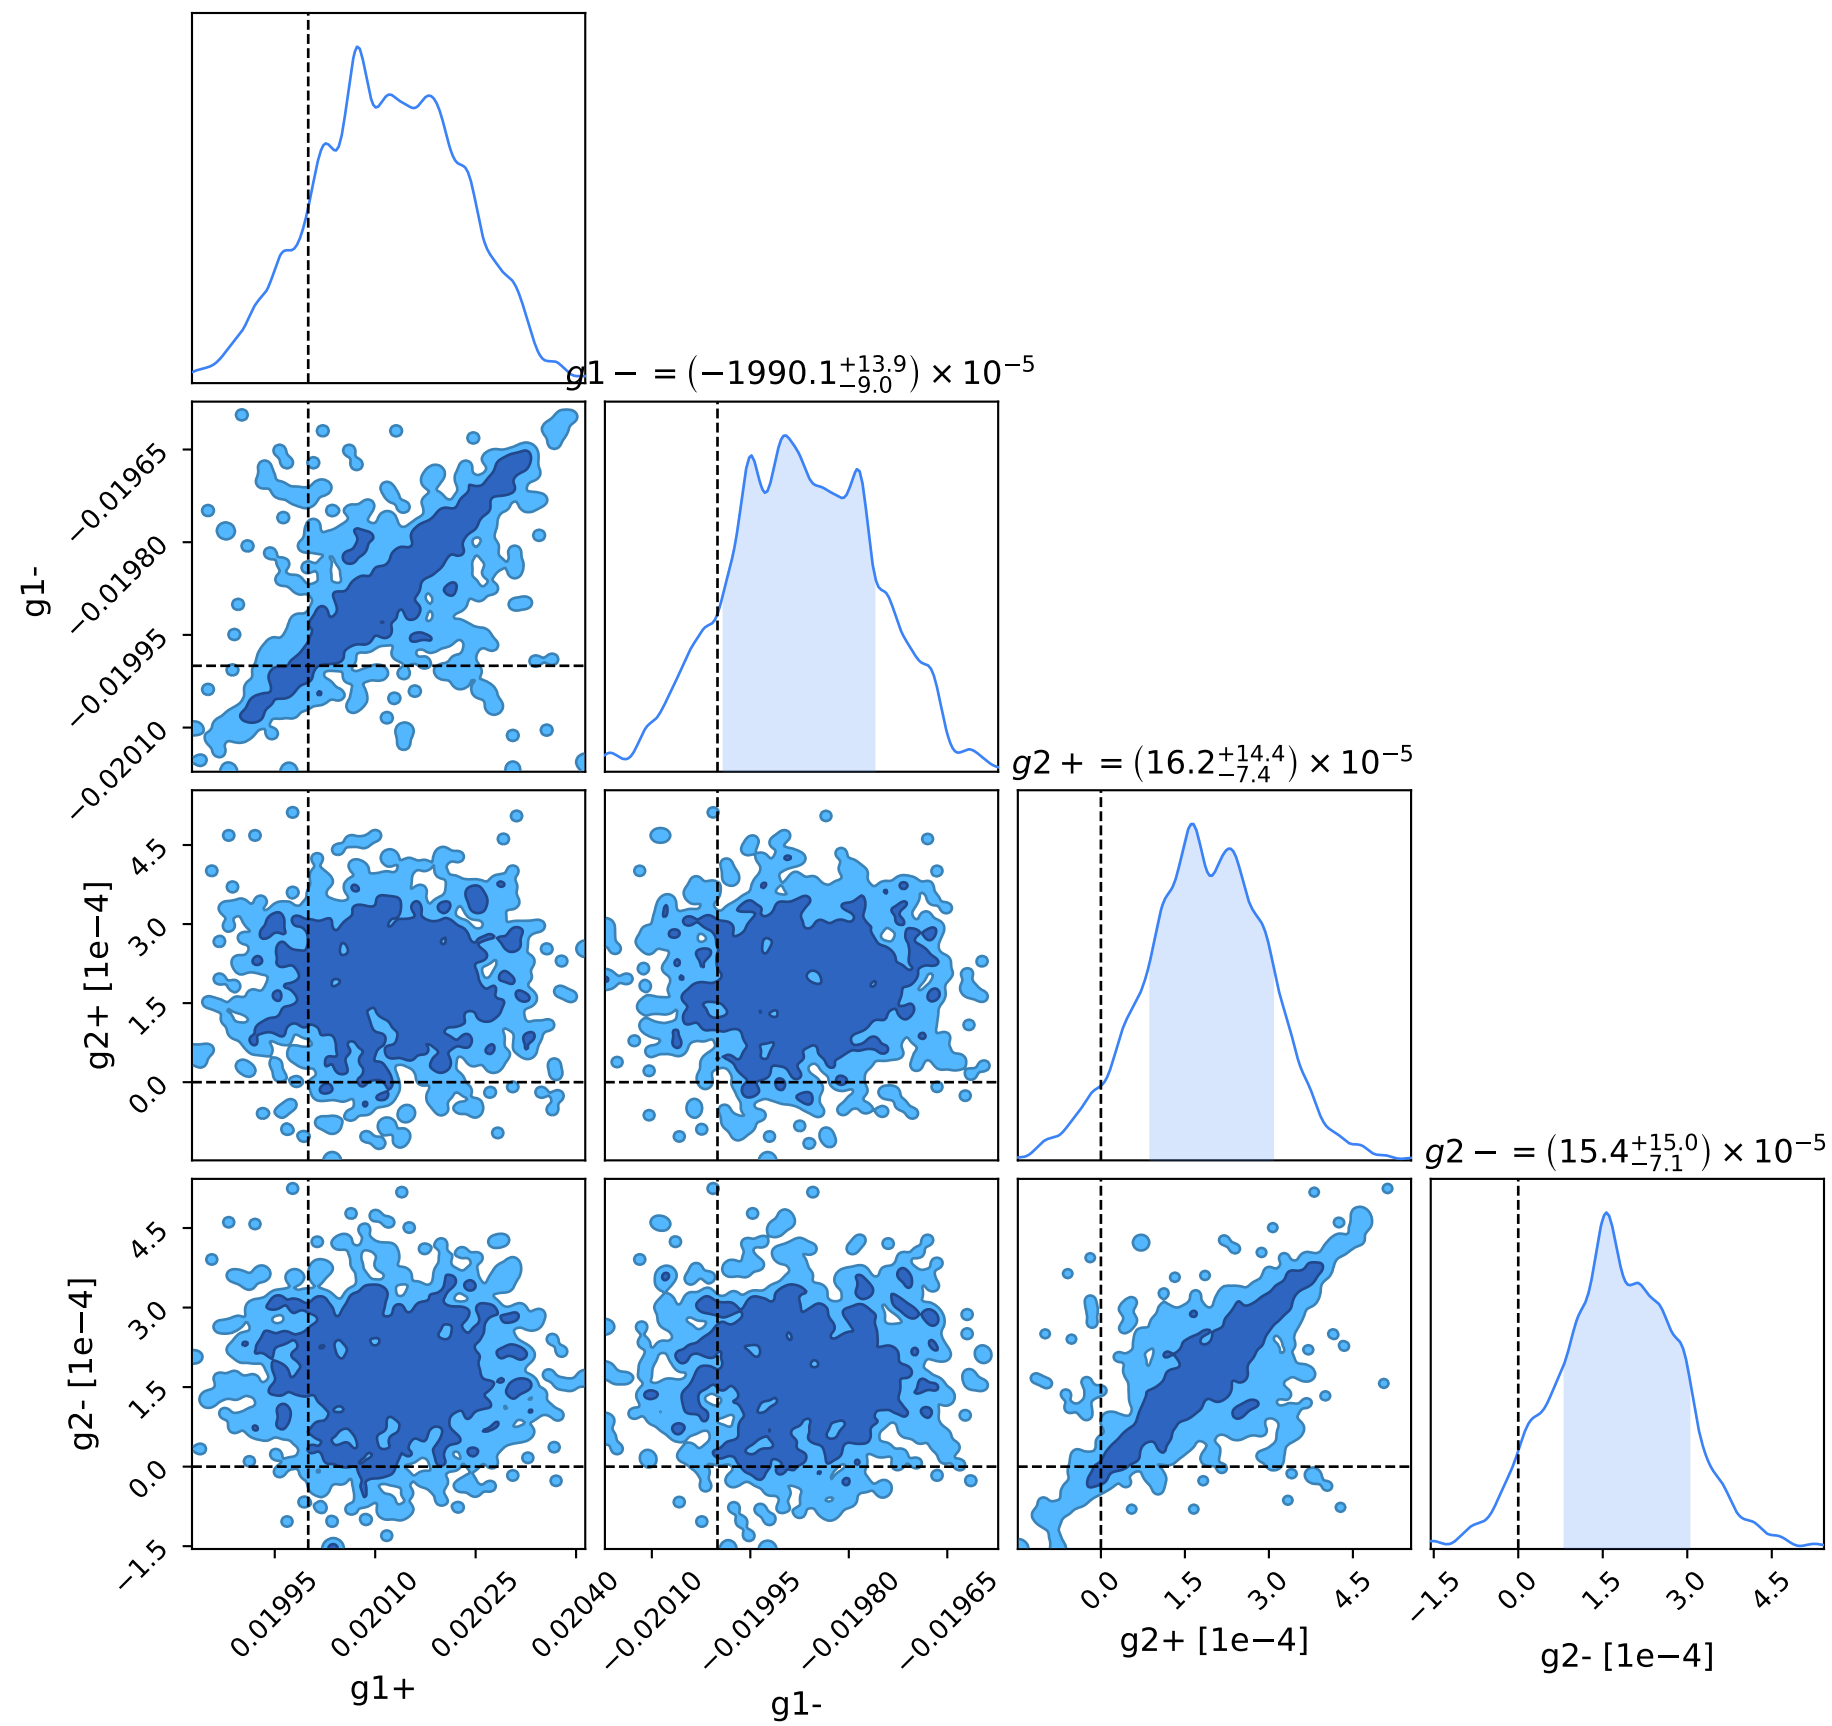 g1− = (−1990.1 +13.9 −9.0) × 10−5
−0.01965
−0.01980
−0.01995
−0.02010
g1-
g2+ = (16.2 +14.4 −7.4) × 10−5
4.5
3.0
1.5
0.0
g2+ [1e−4]
g2− = (15.4 +15.0 −7.1) × 10−5
4.5
3.0
1.5
0.0
−1.5
g2- [1e−4]
0.01995 0.02010 0.02025 0.02040
g1+
−0.02010 −0.01995 −0.01980 −0.01965
g1-
0.0 1.5 3.0 4.5
g2+ [1e−4]
−1.5 0.0 1.5 3.0 4.5
g2- [1e−4]